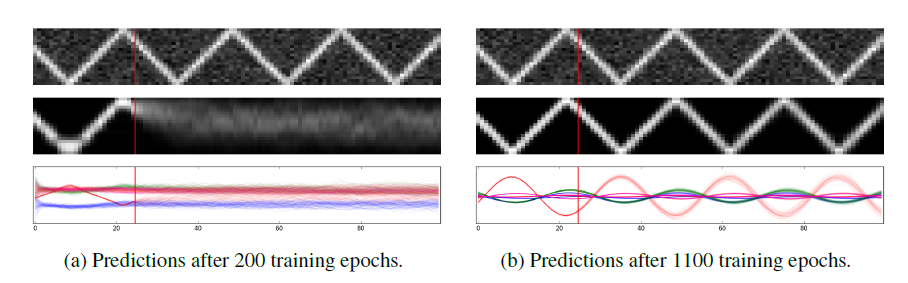 0 20 40 60 80
0 20 40 60 80
(a) Predictions after 200 training epochs.
(b) Predictions after 1100 training epochs.